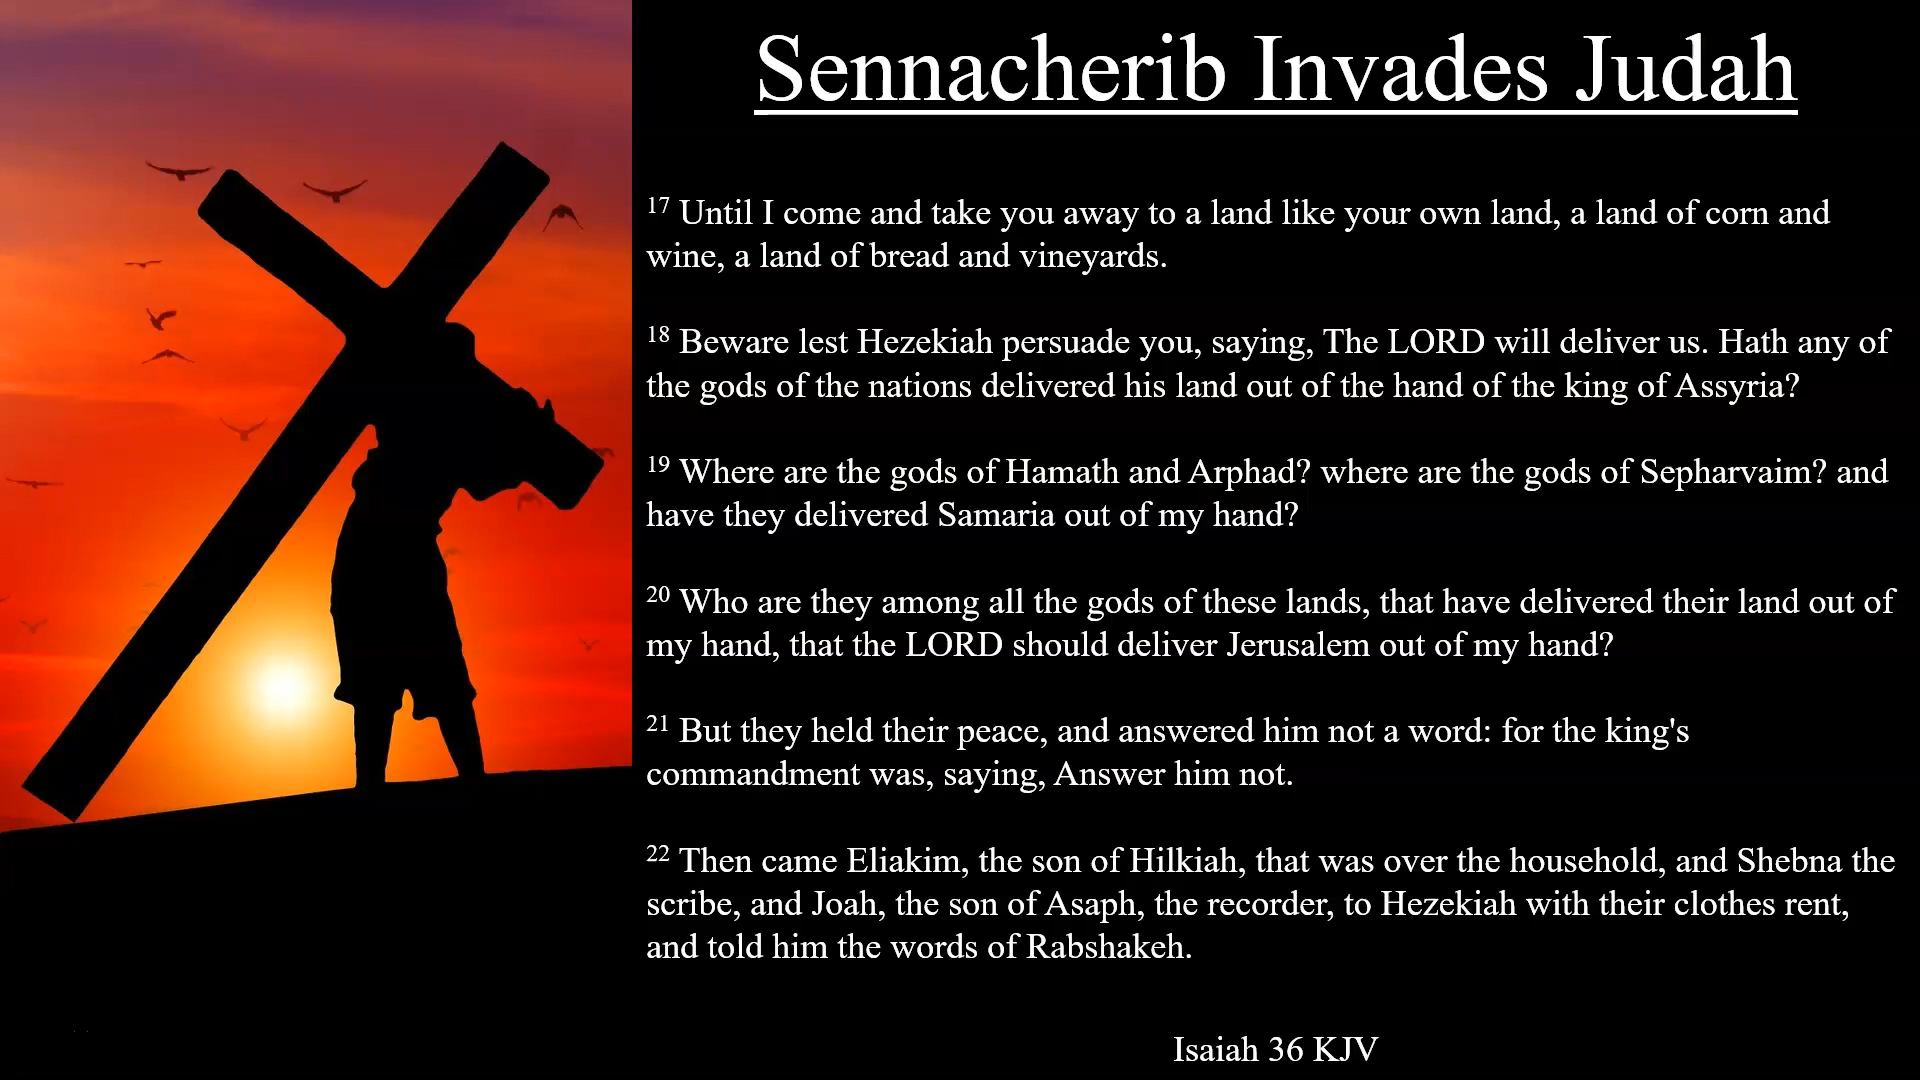 Sennacherib Invades Judah
17 Until I come and take you away to a land like your own land, a land of corn and
wine, a land of bread and vineyards.
18 Beware lest Hezekiah persuade you, saying, The LORD will deliver us. Hath any of
the gods of the nations delivered his land out of the hand of the king of Assyria?
19 Where are the gods of Hamath and Arphad? where are the gods of Sepharvaim? and
have they delivered Samaria out of my hand?
20 Who are they among all the gods of these lands, that have delivered their land out of
my hand, that the LORD should deliver Jerusalem out of my hand?
21 But they held their peace, and answered him not a word: for the king's
commandment was, saying, Answer him not.
22 Then came Eliakim, the son of Hilkiah, that was over the household, and Shebna the
scribe, and Joah, the son of Asaph, the recorder, to Hezekiah with their clothes rent,
and told him the words of Rabshakeh.
Isaiah 36 KJV